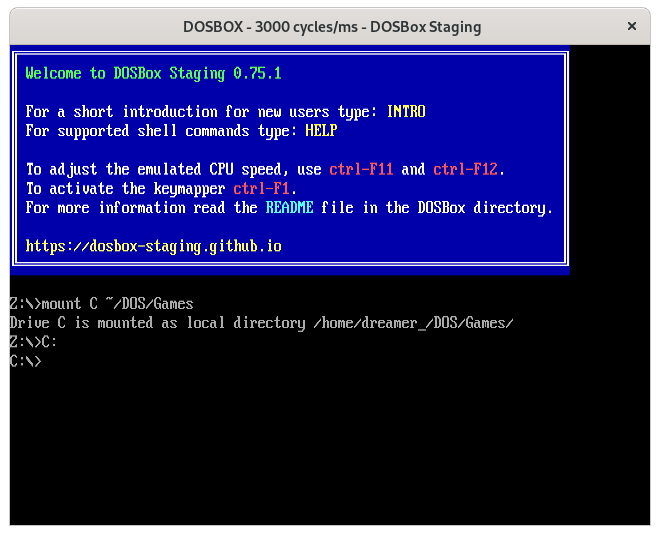 DOSBOX - 3000 cycles/ms - DOSBox Staging
Welcome to DOSBox Staging 0.75.1
For a short introduction for new users type: INTRO
For supported shell commands type: HELP
To adjust the emulated CPU speed, use ctrl-F11 and ctrl-F12.
To activate the keymapper ctrl-F1.
For more information read the README file in the DOSBox directory.
https://dosbox-staging.github.io
Z:\>mount C ~/DOS/Games
Drive C is mounted as local directory /home/dreamer_/DOS/Games/
Z:\>C:
C:\>